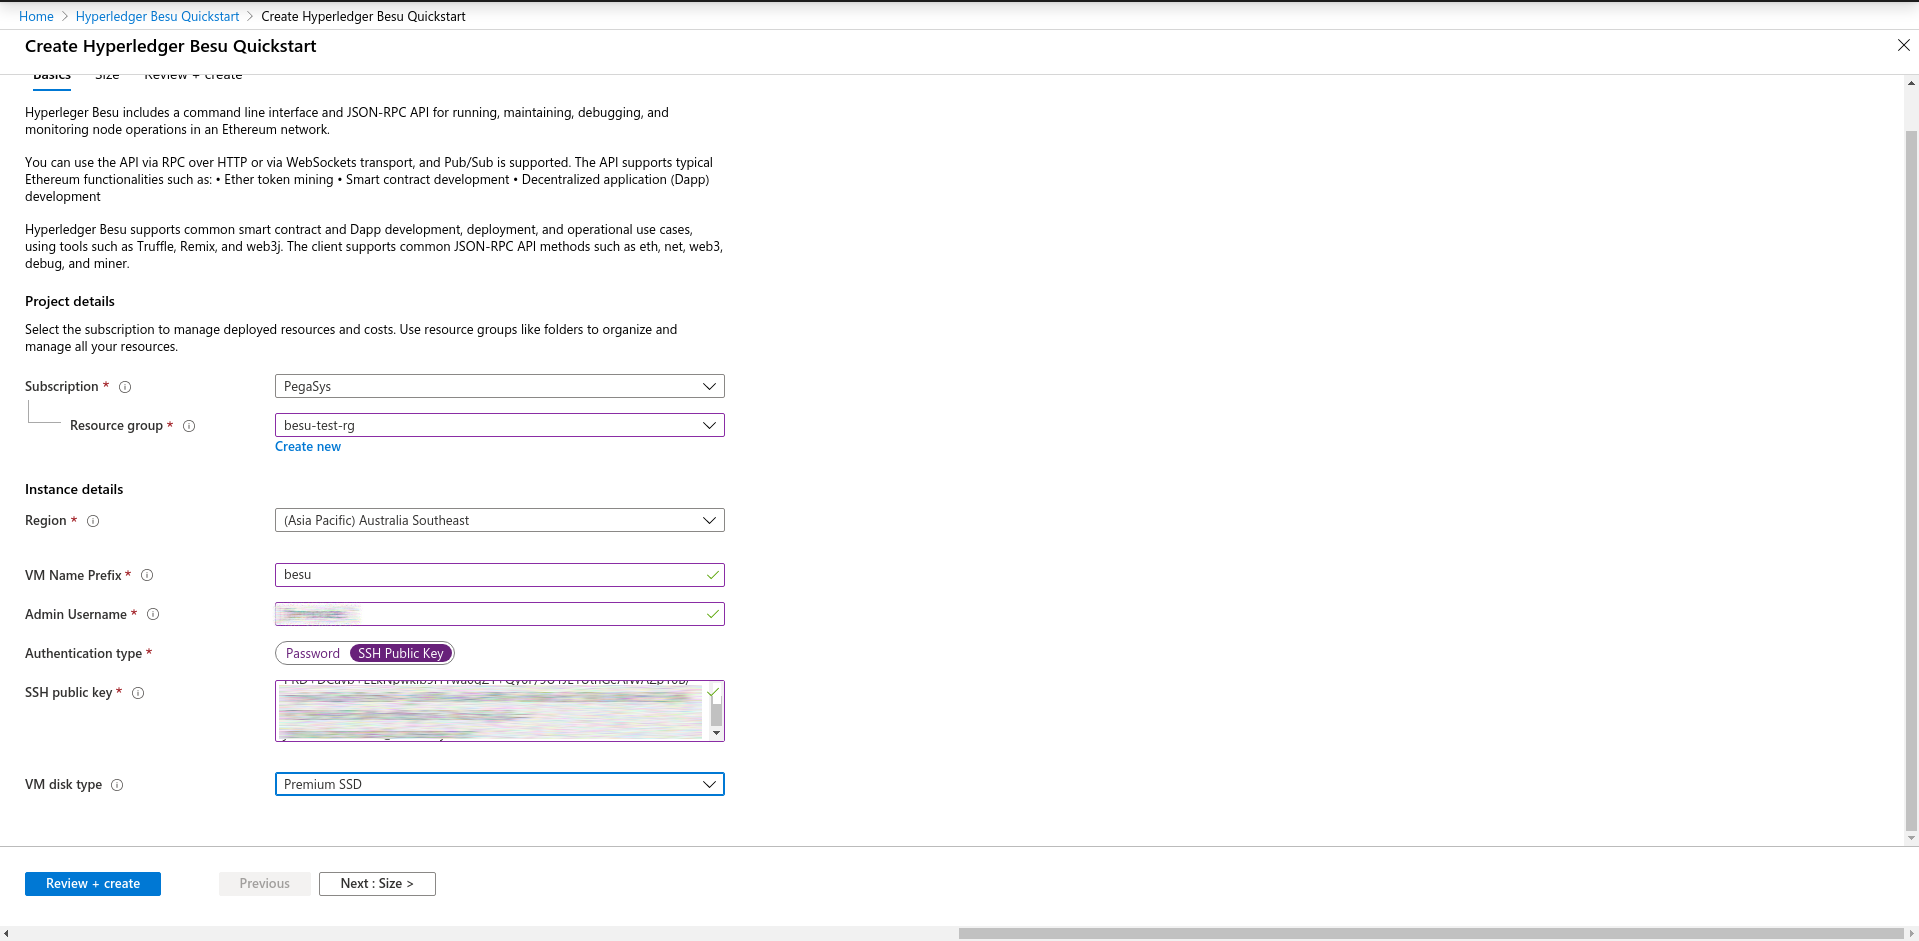 Home > Hyperledger Besu Quickstart > Create Hyperledger Besu Quickstart
Create Hyperledger Besu Quickstart
Basics Size Review + create
Hyperleger Besu includes a command line interface and JSON-RPC API for running, maintaining, debugging, and
monitoring node operations in an Ethereum network.
You can use the API via RPC over HTTP or via WebSockets transport, and Pub/Sub is supported. The API supports typical
Ethereum functionalities such as: • Ether token mining • Smart contract development • Decentralized application (Dapp)
development
Hyperledger Besu supports common smart contract and Dapp development, deployment, and operational use cases,
using tools such as Truffle, Remix, and web3j. The client supports common JSON-RPC API methods such as eth, net, web3,
debug, and miner.
Project details
Select the subscription to manage deployed resources and costs. Use resource groups like folders to organize and
manage all your resources.
Subscription * PegaSys
Resource group * besu-test-rg
Create new
Instance details
Region * (Asia Pacific) Australia Southeast
VM Name Prefix * besu
Admin Username *
Authentication type * Password SSH Public Key
SSH public key *
VM disk type Premium SSD
Review + create Previous Next : Size >